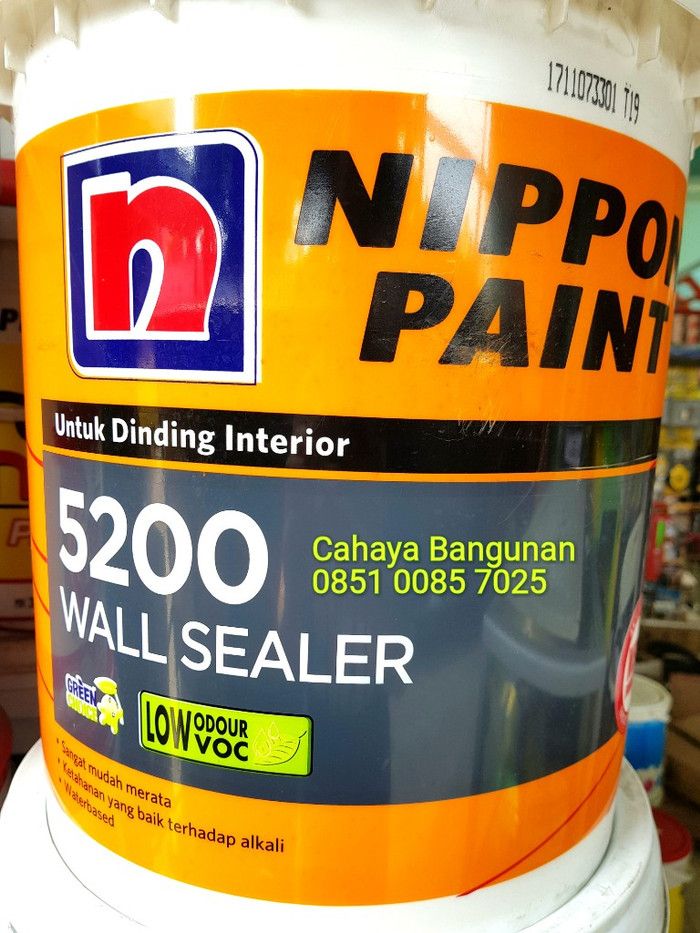 1711073301 T19
n
NIPPON
PAINT
Untuk Dinding Interior
5200
WALL SEALER
Cahaya Bangunan
0851 0085 7025
GREEN
CHOICE
LOW ODOUR
VOC
• Sangat mudah merata
• Ketahanan yang baik terhadap alkali
• Waterbased